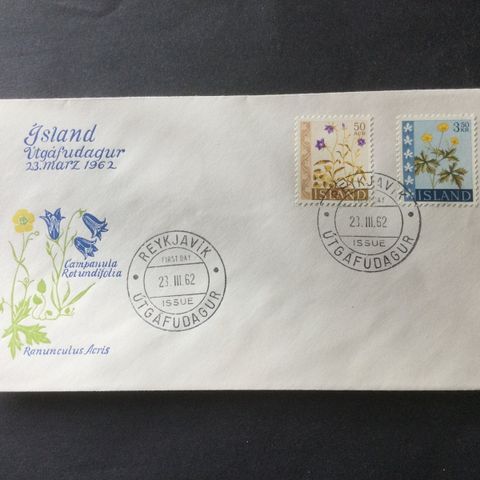 Ísland
Útgáfudagur
23. marz 1962
Campanula
Rotundifolia
Ranunculus Acris
REYKJAVÍK
FIRST DAY
23. III. 62
ISSUE
ÚTGÁFUDAGUR
50
AUR
ÍSLAND
3.50
KR
ÍSLAND
REYKJAVÍK
DAY
23. III. 62
ISSUE
ÚTGÁFUDAGUR